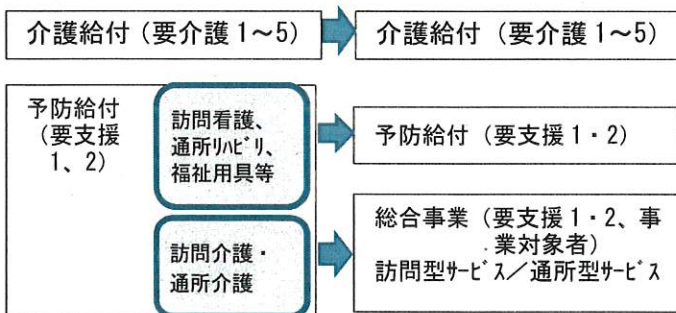 介護給付（要介護1～5）
介護給付（要介護1～5）
予防給付
（要支援
1、2）
訪問看護、
通所ﾘﾊﾋﾞﾘ、
福祉用具等
予防給付（要支援1・2）
訪問介護・
通所介護
総合事業（要支援1・2、事
業対象者）
訪問型ｻｰﾋﾞｽ／通所型ｻｰﾋﾞｽ